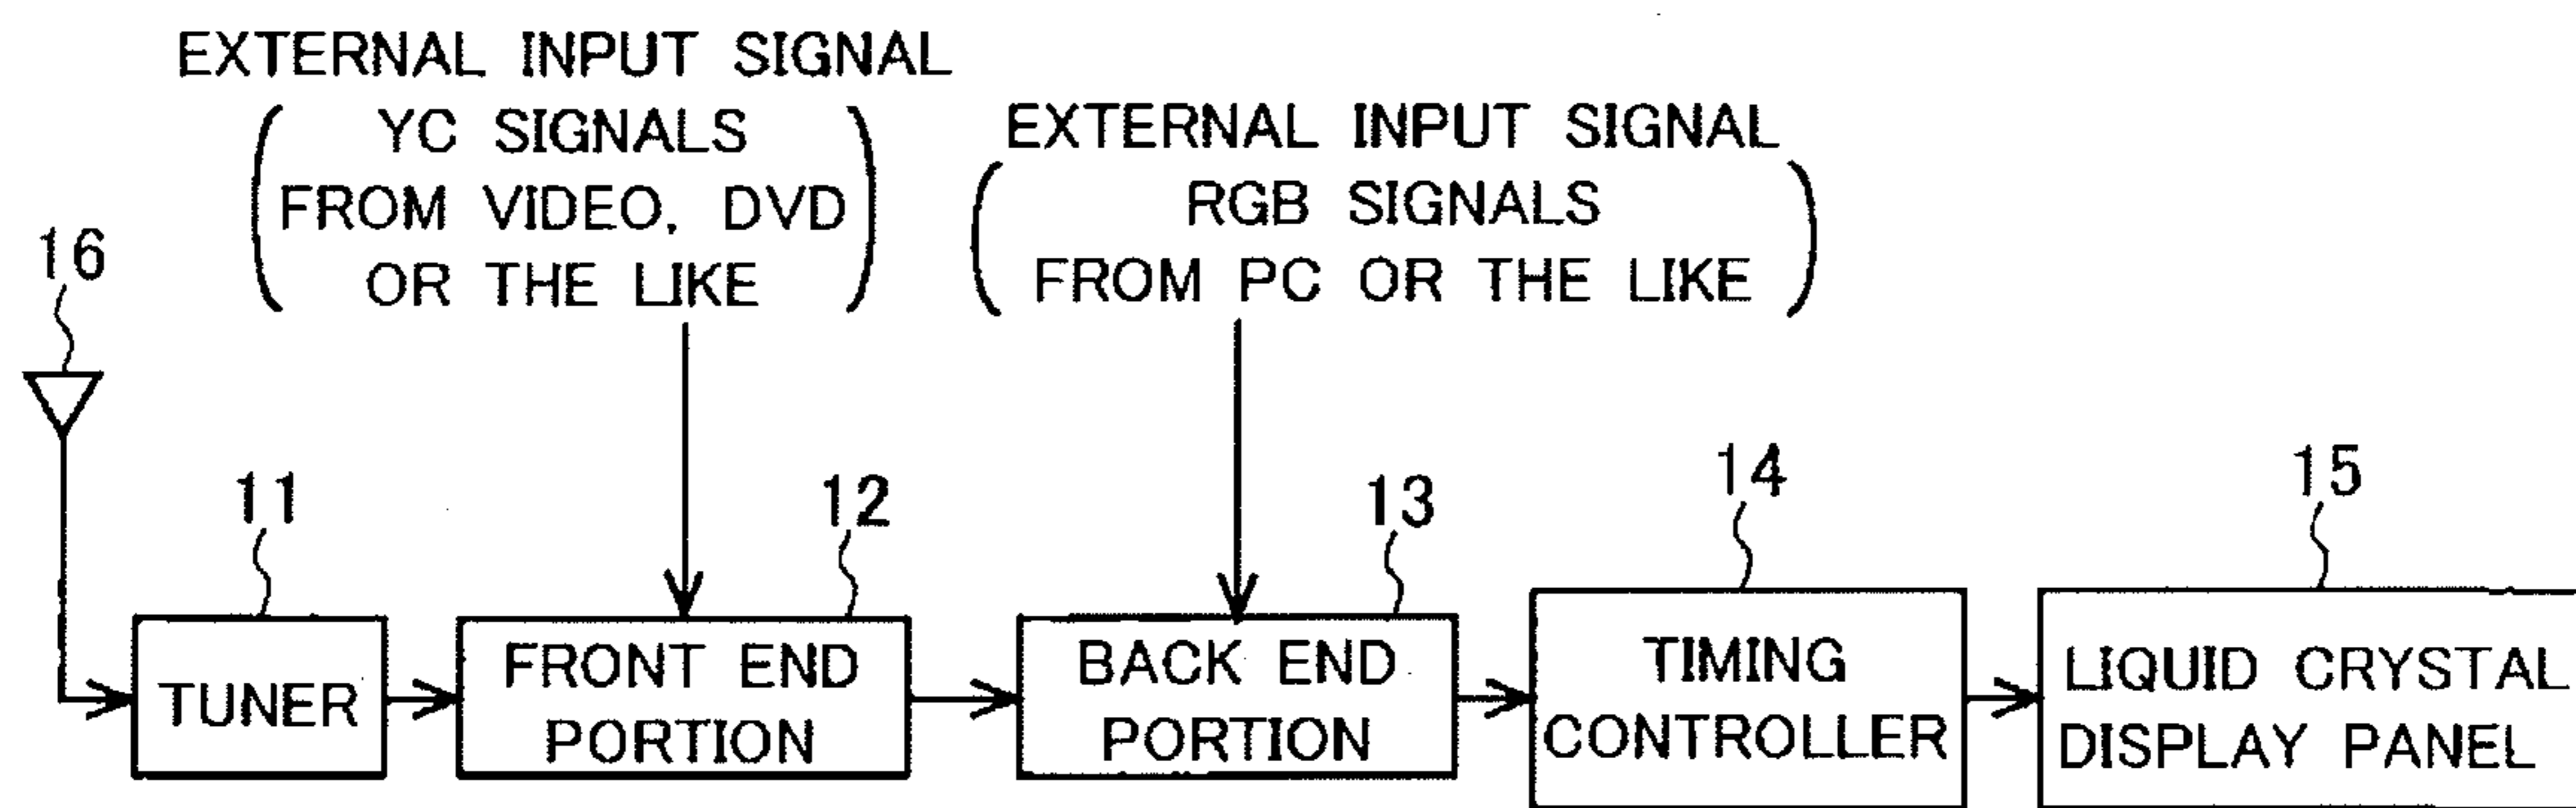 EXTERNAL INPUT SIGNAL
( YC SIGNALS
FROM VIDEO, DVD
OR THE LIKE )
EXTERNAL INPUT SIGNAL
( RGB SIGNALS
FROM PC OR THE LIKE )
16
11
12
13
14
15
TUNER
FRONT END
PORTION
BACK END
PORTION
TIMING
CONTROLLER
LIQUID CRYSTAL
DISPLAY PANEL